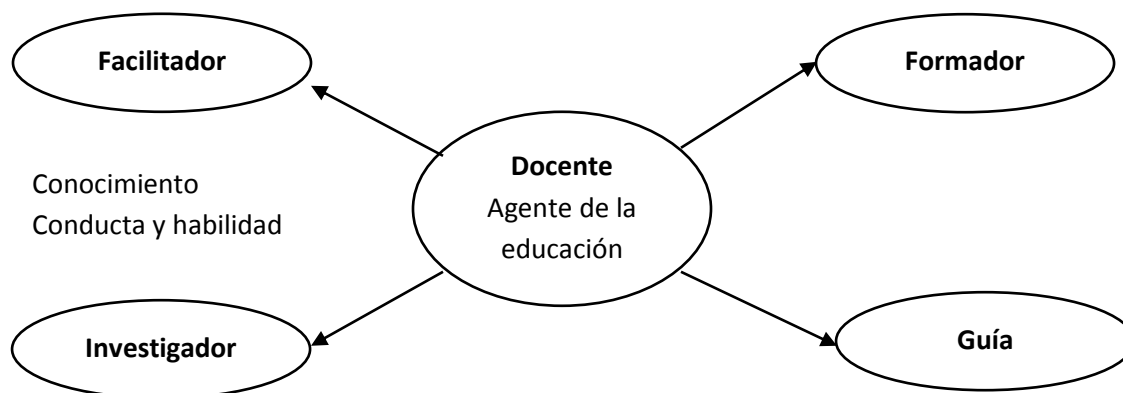 Facilitador
Formador
Docente
Agente de la
educación
Conocimiento
Conducta y habilidad
Investigador
Guía